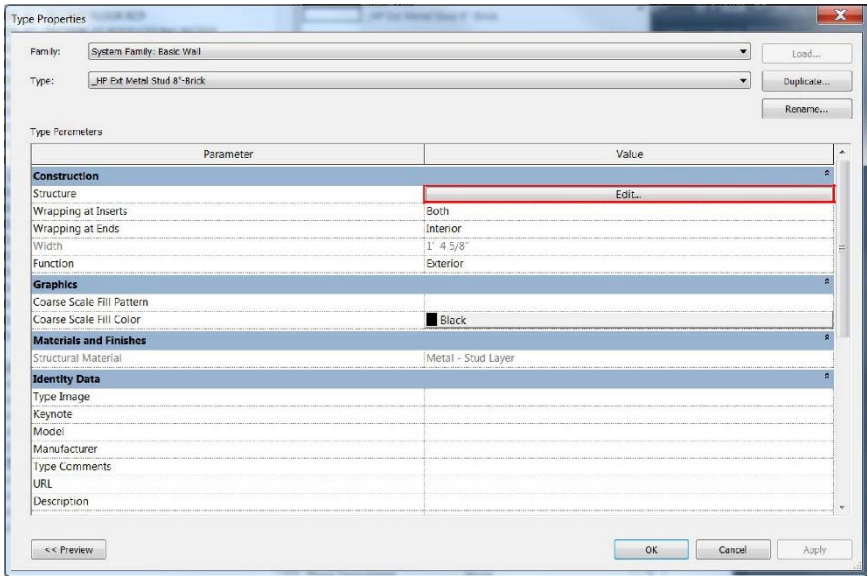 Type Properties
Family: System Family: Basic Wall Load...
Type: _HP Ext Metal Stud 8"-Brick Duplicate...
Rename...
Type Parameters
Parameter Value
Construction
Structure Edit...
Wrapping at Inserts Both
Wrapping at Ends Interior
Width 1' 4 5/8"
Function Exterior
Graphics
Coarse Scale Fill Pattern
Coarse Scale Fill Color Black
Materials and Finishes
Structural Material Metal - Stud Layer
Identity Data
Type Image
Keynote
Model
Manufacturer
Type Comments
URL
Description
<< Preview OK Cancel Apply